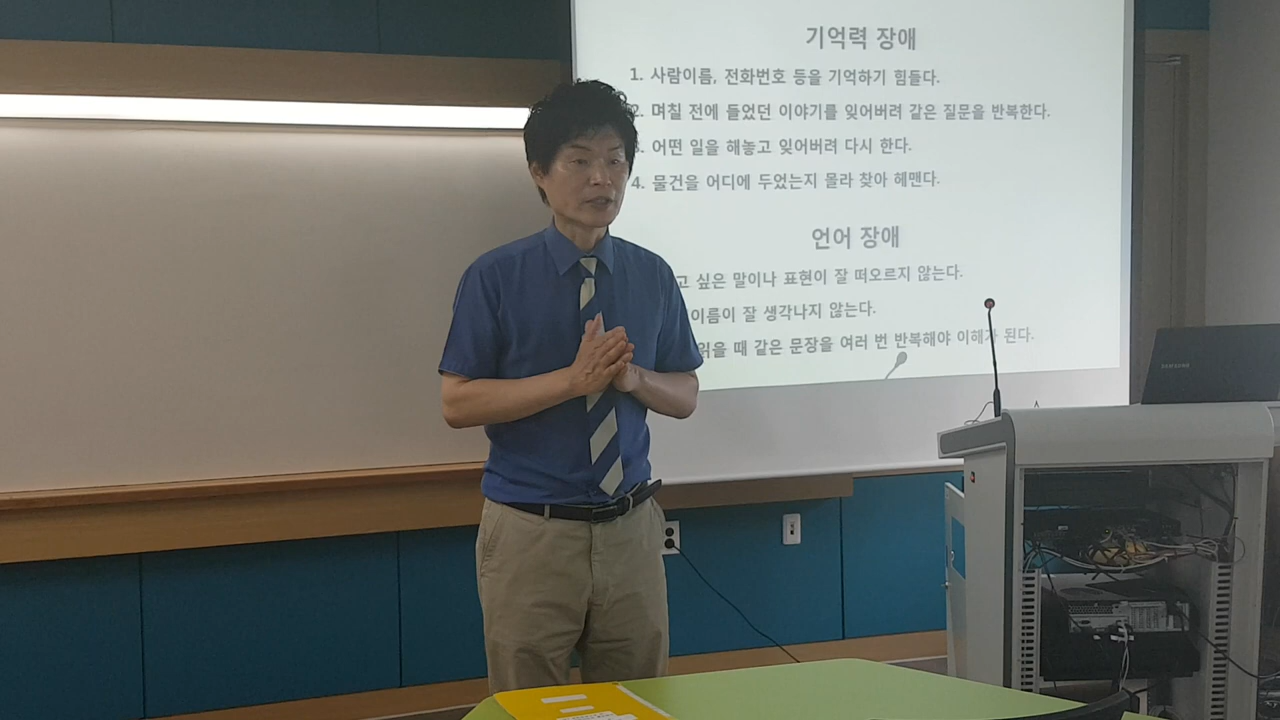 기억력 장애
1. 사람이름, 전화번호 등을 기억하기 힘들다.
2. 며칠 전에 들었던 이야기를 잊어버려 같은 질문을 반복한다.
3. 어떤 일을 해놓고 잊어버려 다시 한다.
4. 물건을 어디에 두었는지 몰라 찾아 헤맨다.
언어 장애
고 싶은 말이나 표현이 잘 떠오르지 않는다.
이름이 잘 생각나지 않는다.
읽을 때 같은 문장을 여러 번 반복해야 이해가 된다.
SAMSUNG